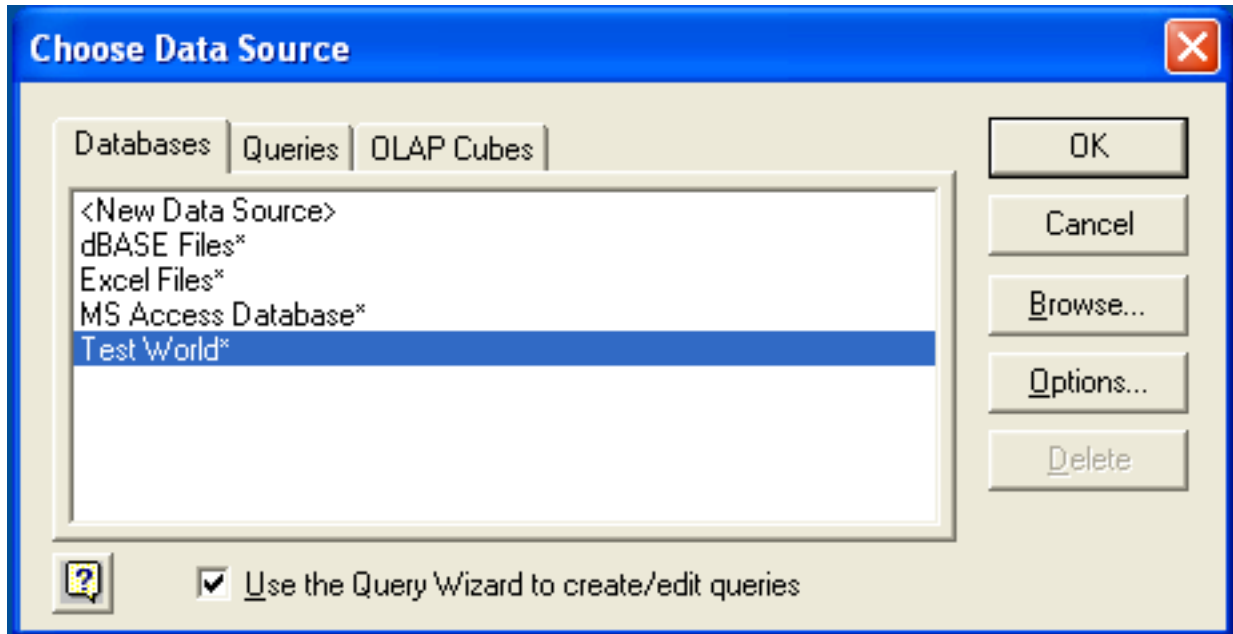 Choose Data Source
Databases Queries OLAP Cubes
<New Data Source>
dBASE Files*
Excel Files*
MS Access Database*
Test World*
OK
Cancel
Browse...
Options...
Delete
Use the Query Wizard to create/edit queries